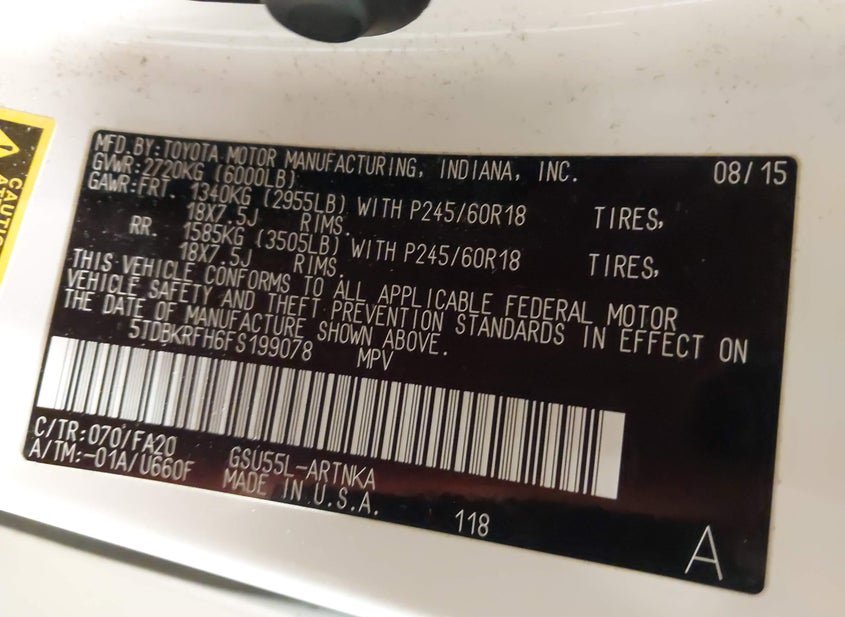 MFD. BY: TOYOTA MOTOR MANUFACTURING, INDIANA, INC. 08/15
GVWR: 2720KG (6000LB)
GAWR: FRT. 1340KG (2955LB) WITH P245/60R18 TIRES,
18X7.5J RIMS.
RR. 1585KG (3505LB) WITH P245/60R18 TIRES,
18X7.5J RIMS.
THIS VEHICLE CONFORMS TO ALL APPLICABLE FEDERAL MOTOR
VEHICLE SAFETY AND THEFT PREVENTION STANDARDS IN EFFECT ON
THE DATE OF MANUFACTURE SHOWN ABOVE.
5TDBKRFH6FS199078 MPV
C/TR: 070/FA20 GSU55L-ARTNKA
A/TM: -01A/U660F MADE IN U.S.A.
118
A